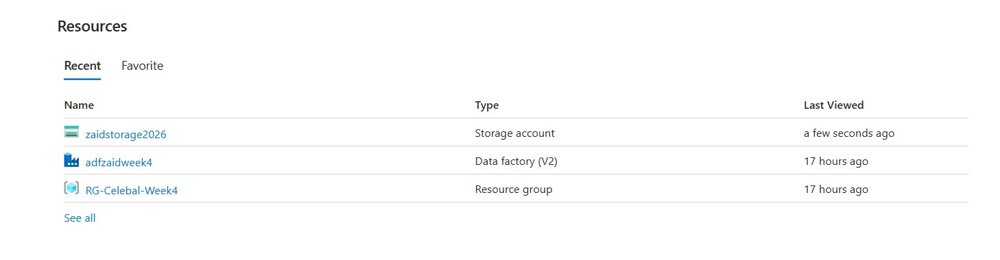 Resources
Recent Favorite
Name Type Last Viewed
zaidstorage2026 Storage account a few seconds ago
adfzaidweek4 Data factory (V2) 17 hours ago
RG-Celebal-Week4 Resource group 17 hours ago
See all